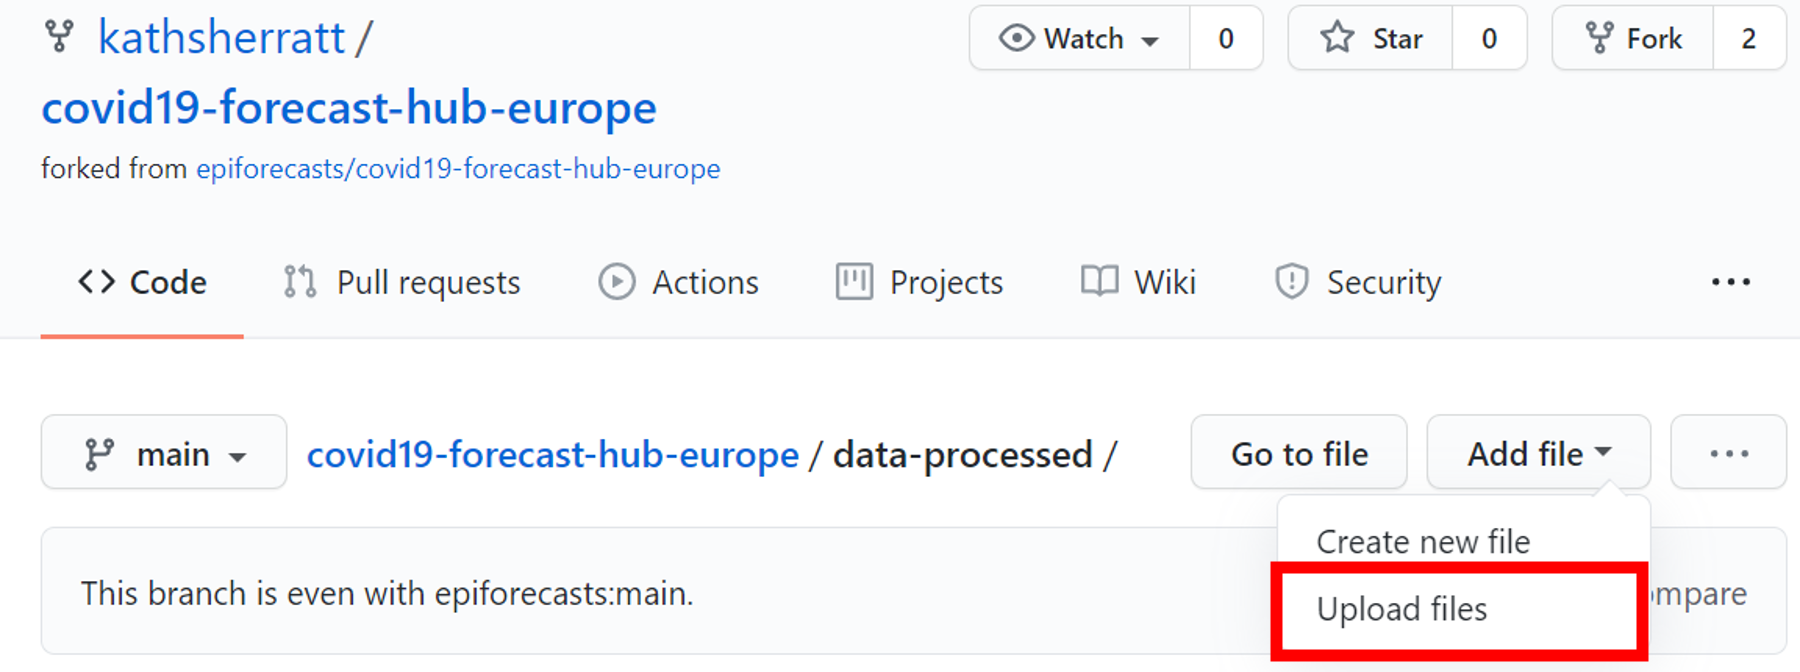 kathsherratt /
Watch 0
Star 0
Fork 2
covid19-forecast-hub-europe
forked from epiforecasts/covid19-forecast-hub-europe
Code Pull requests Actions Projects Wiki Security ...
main covid19-forecast-hub-europe / data-processed / Go to file Add file ...
Create new file
This branch is even with epiforecasts:main.
Upload files
ompare